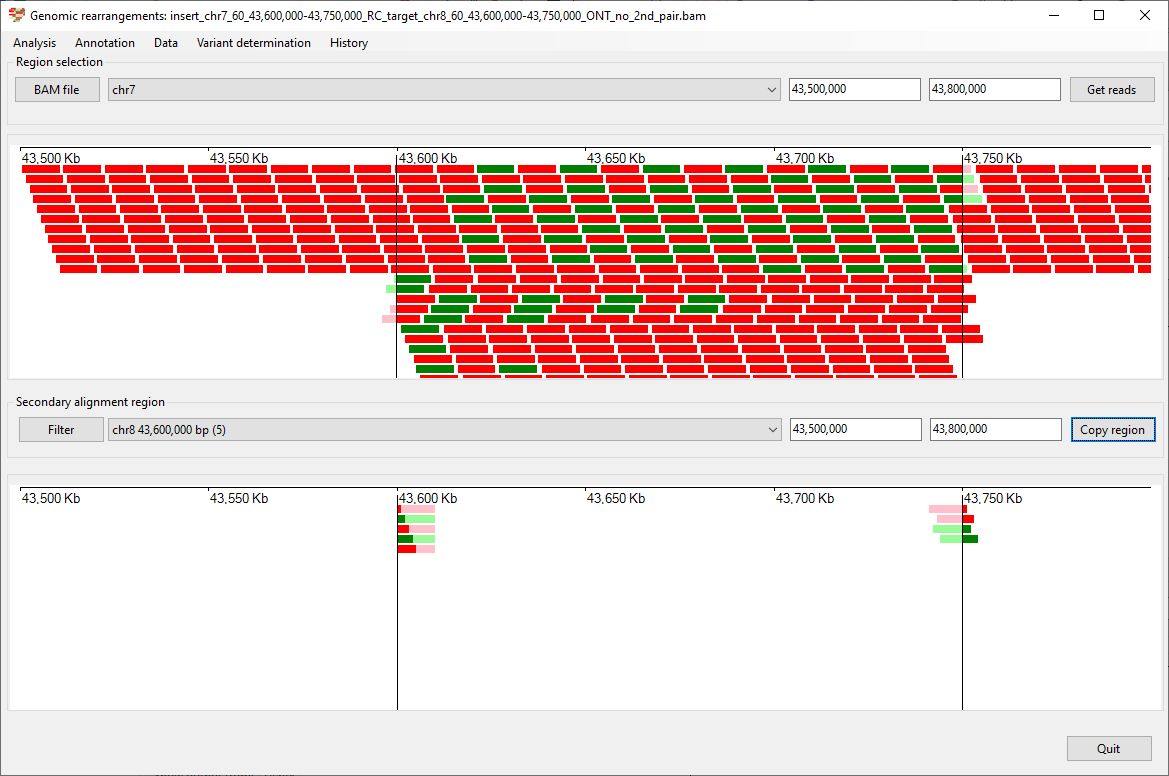 Genomic rearrangements: insert_chr7_60_43,600,000-43,750,000_RC_target_chr8_60_43,600,000-43,750,000_ONT_no_2nd_pair.bam
Analysis Annotation Data Variant determination History
Region selection
BAM file chr7 43,500,000 43,800,000 Get reads
43,500 Kb 43,550 Kb 43,600 Kb 43,650 Kb 43,700 Kb 43,750 Kb
Secondary alignment region
Filter chr8 43,600,000 bp (5) 43,500,000 43,800,000 Copy region
43,500 Kb 43,550 Kb 43,600 Kb 43,650 Kb 43,700 Kb 43,750 Kb
Quit